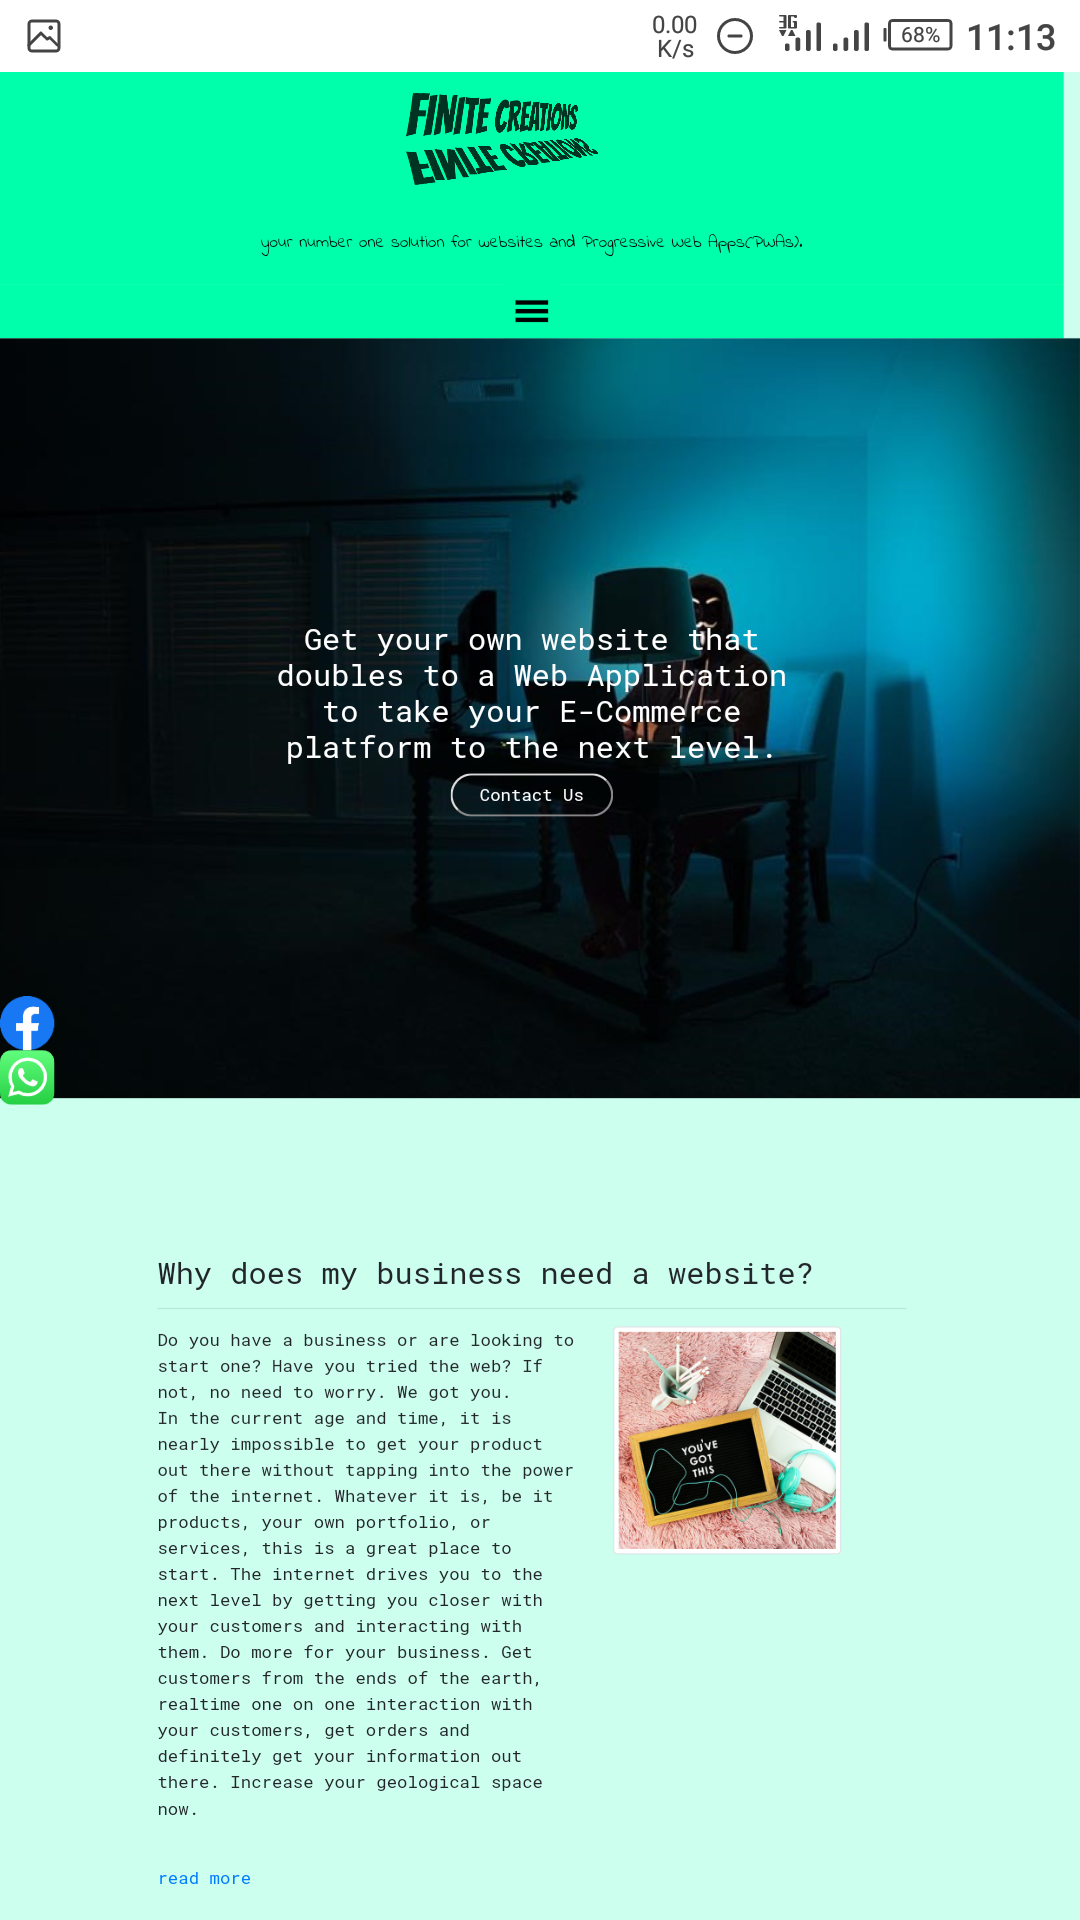 0.00
K/s
3G
68%
11:13
FINITE CREATIONS
FINITE CREATIONS
your number one solution for websites and Progressive Web Apps(PWAs).
Get your own website that
doubles to a Web Application
to take your E-Commerce
platform to the next level.
Contact Us
Why does my business need a website?
Do you have a business or are looking to
start one? Have you tried the web? If
not, no need to worry. We got you.
In the current age and time, it is
nearly impossible to get your product
out there without tapping into the power
of the internet. Whatever it is, be it
products, your own portfolio, or
services, this is a great place to
start. The internet drives you to the
next level by getting you closer with
your customers and interacting with
them. Do more for your business. Get
customers from the ends of the earth,
realtime one on one interaction with
your customers, get orders and
definitely get your information out
there. Increase your geological space
now.
YOU'VE
GOT
THIS
read more